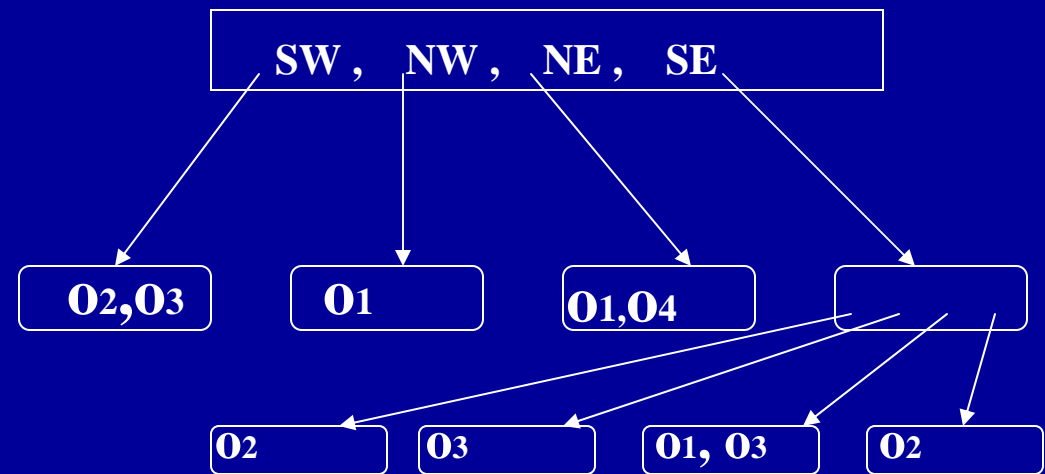 SW , NW , NE , SE
O2,O3 O1 O1,O4
O2 O3 O1, O3 O2